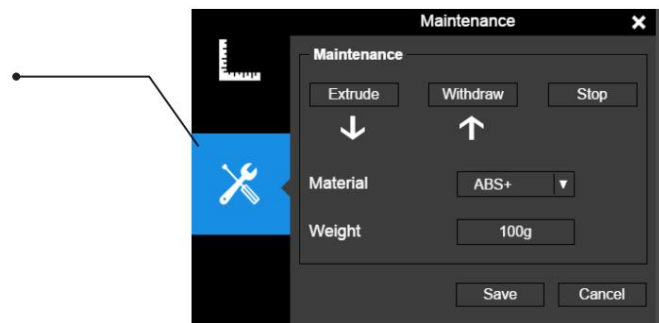 Maintenance
Maintenance
Extrude Withdraw Stop
Material ABS+
Weight 100g
Save Cancel